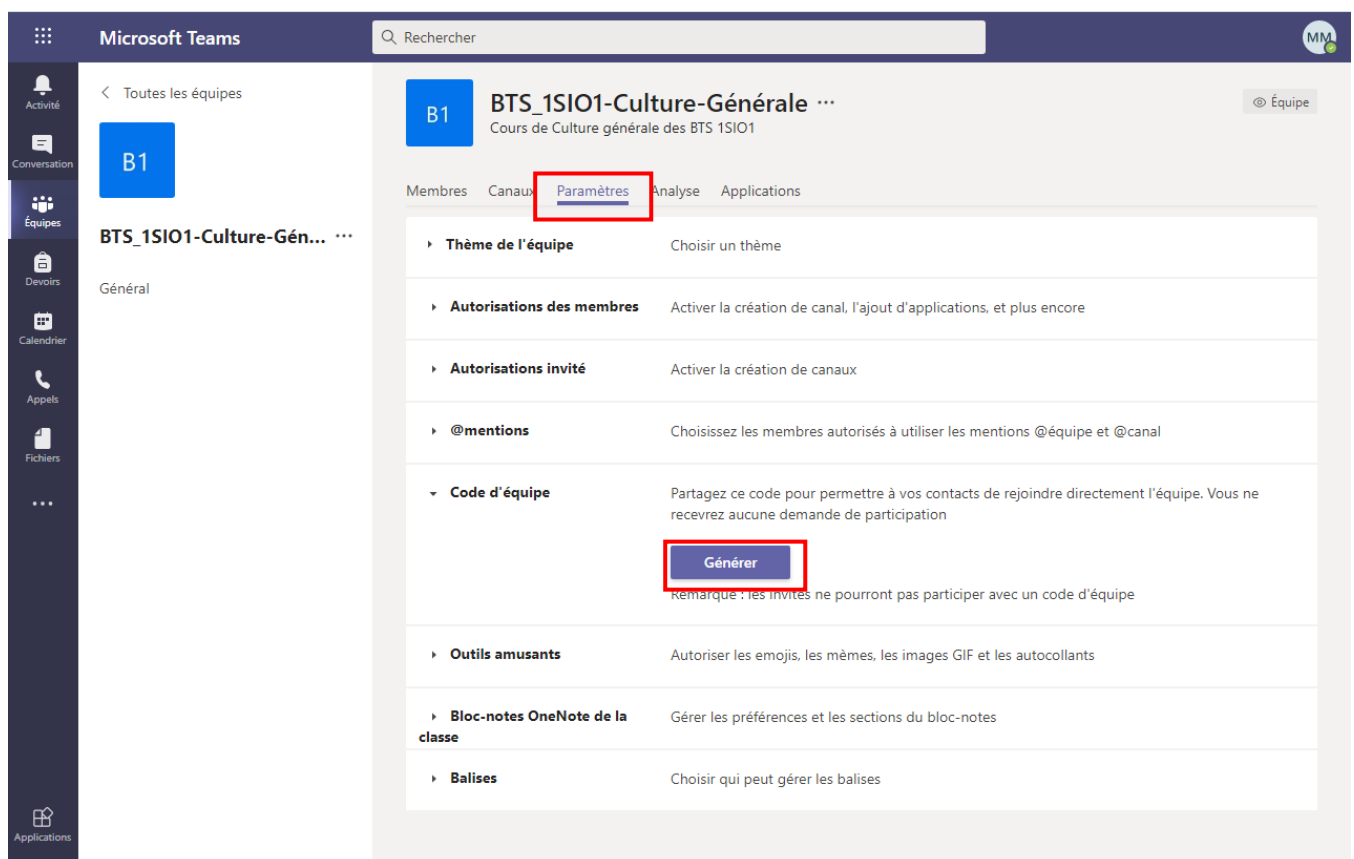 Microsoft Teams
Rechercher
MM
Activité
Conversation
Équipes
Devoirs
Calendrier
Appels
Fichiers
Applications
Toutes les équipes
B1
BTS_1SIO1-Culture-Gén... ···
Général
B1
BTS_1SIO1-Culture-Générale ···
Cours de Culture générale des BTS 1SIO1
Équipe
Membres Canaux Paramètres Analyse Applications
Thème de l'équipe Choisir un thème
Autorisations des membres Activer la création de canal, l'ajout d'applications, et plus encore
Autorisations invité Activer la création de canaux
@mentions Choisissez les membres autorisés à utiliser les mentions @équipe et @canal
Code d'équipe Partagez ce code pour permettre à vos contacts de rejoindre directement l'équipe. Vous ne
recevrez aucune demande de participation
Générer
Remarque : les invités ne pourront pas participer avec un code d'équipe
Outils amusants Autoriser les emojis, les mèmes, les images GIF et les autocollants
Bloc-notes OneNote de la Gérer les préférences et les sections du bloc-notes
classe
Balises Choisir qui peut gérer les balises